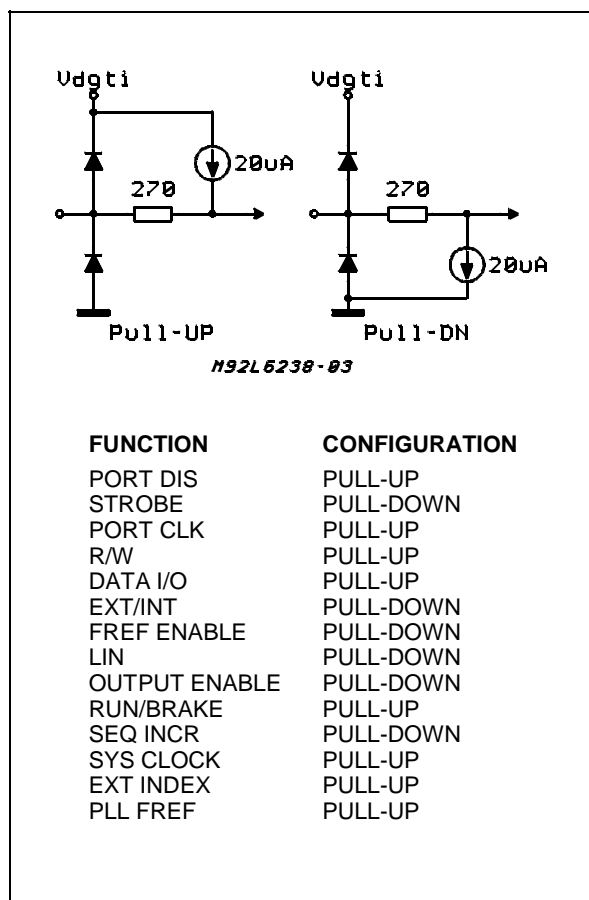 Vdgti Vdgti
20uA 20uA
270 270
Pull-UP Pull-DN
M92L6238-03
FUNCTION CONFIGURATION
PORT DIS PULL-UP
STROBE PULL-DOWN
PORT CLK PULL-UP
R/W PULL-UP
DATA I/O PULL-UP
EXT/INT PULL-DOWN
FREF ENABLE PULL-DOWN
LIN PULL-DOWN
OUTPUT ENABLE PULL-DOWN
RUN/BRAKE PULL-UP
SEQ INCR PULL-DOWN
SYS CLOCK PULL-UP
EXT INDEX PULL-UP
PLL FREF PULL-UP